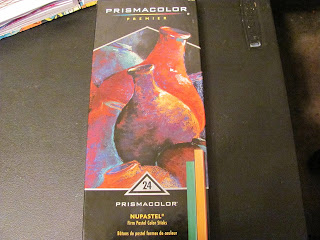 PRISMACOLOR
PREMIER
24
PRISMACOLOR
NUPASTEL®
Firm Pastel Color Sticks
Bâtons de pastel fermes de couleur